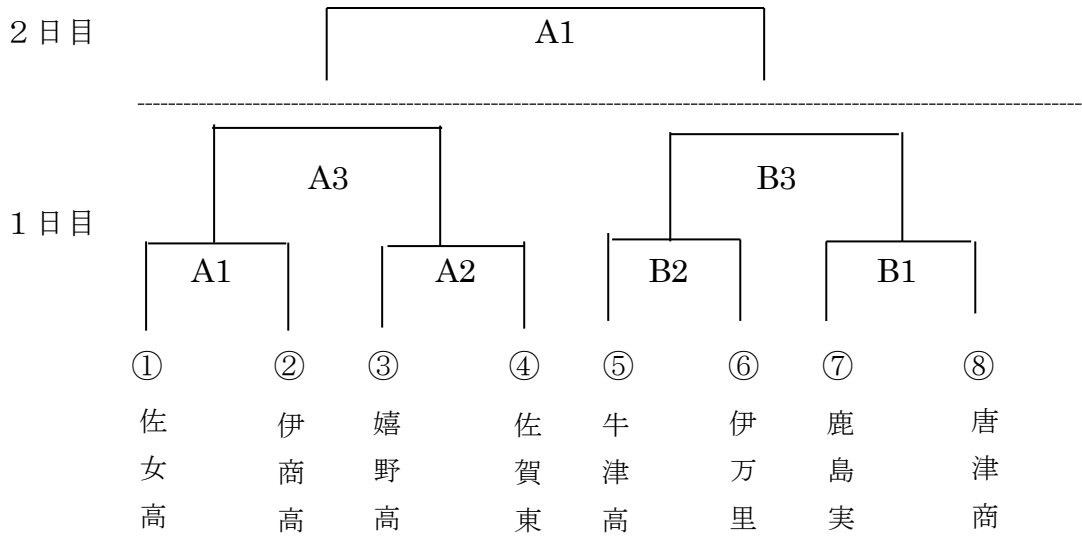 2日目
A1
A3
B3
1日目
A1
A2
B2
B1
① ② ③ ④ ⑤ ⑥ ⑦ ⑧
佐女高
伊商高
嬉野高
佐賀東
牛津高
伊万里
鹿島実
唐津商